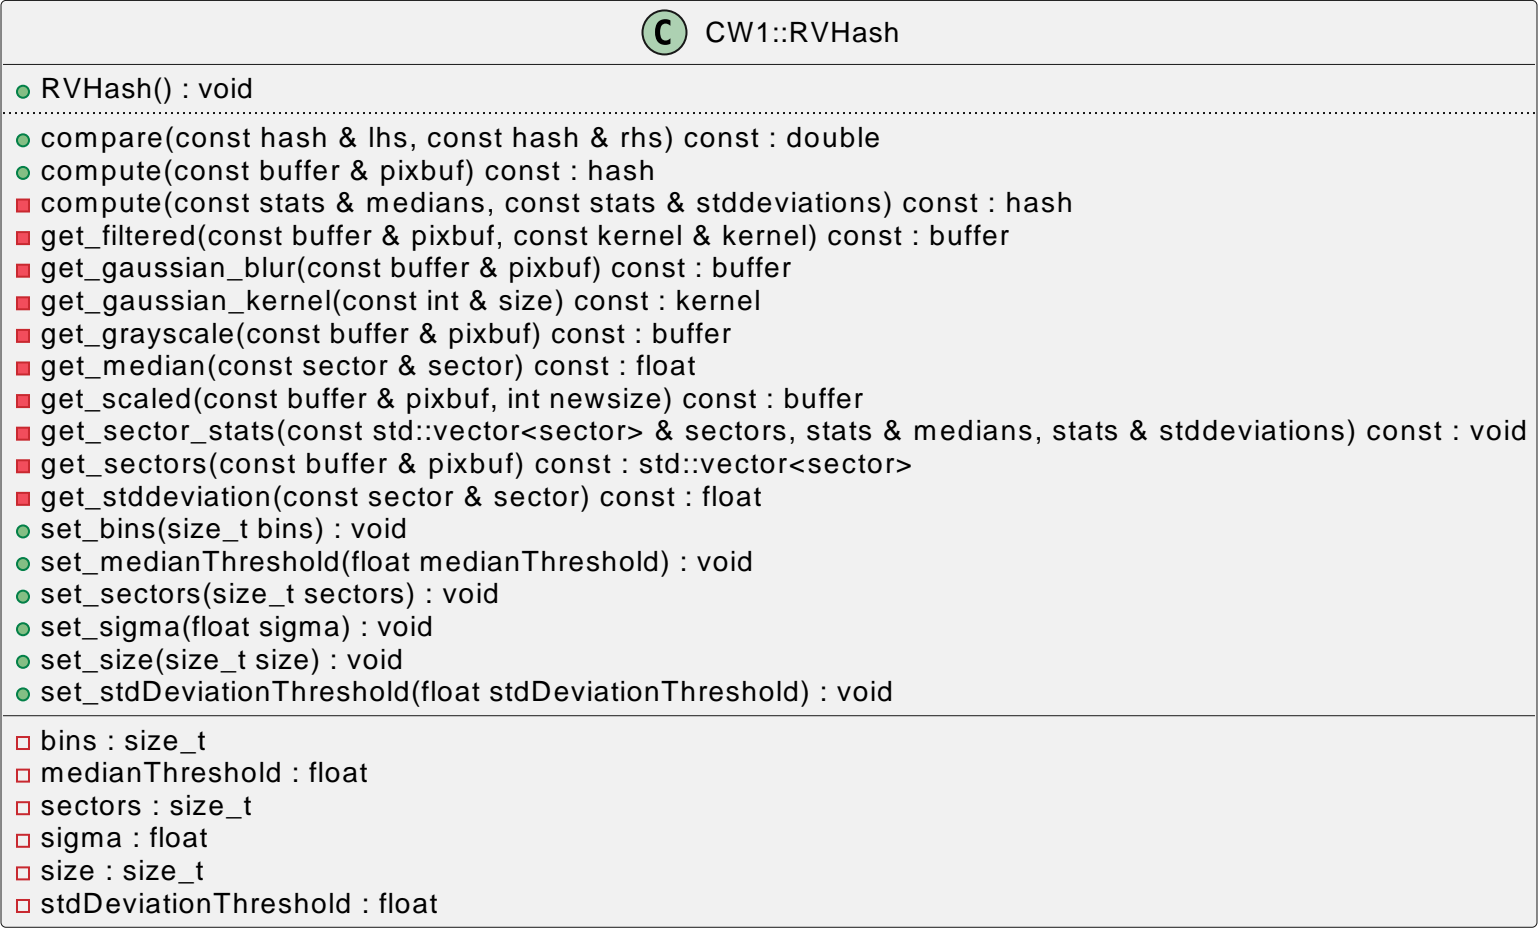 C CW1::RVHash
RVHash() : void
compare(const hash & lhs, const hash & rhs) const : double
compute(const buffer & pixbuf) const : hash
compute(const stats & medians, const stats & stddeviations) const : hash
get_filtered(const buffer & pixbuf, const kernel & kernel) const : buffer
get_gaussian_blur(const buffer & pixbuf) const : buffer
get_gaussian_kernel(const int & size) const : kernel
get_grayscale(const buffer & pixbuf) const : buffer
get_median(const sector & sector) const : float
get_scaled(const buffer & pixbuf, int newsize) const : buffer
get_sector_stats(const std::vector<sector> & sectors, stats & medians, stats & stddeviations) const : void
get_sectors(const buffer & pixbuf) const : std::vector<sector>
get_stddeviation(const sector & sector) const : float
set_bins(size_t bins) : void
set_medianThreshold(float medianThreshold) : void
set_sectors(size_t sectors) : void
set_sigma(float sigma) : void
set_size(size_t size) : void
set_stdDeviationThreshold(float stdDeviationThreshold) : void
bins : size_t
medianThreshold : float
sectors : size_t
sigma : float
size : size_t
stdDeviationThreshold : float